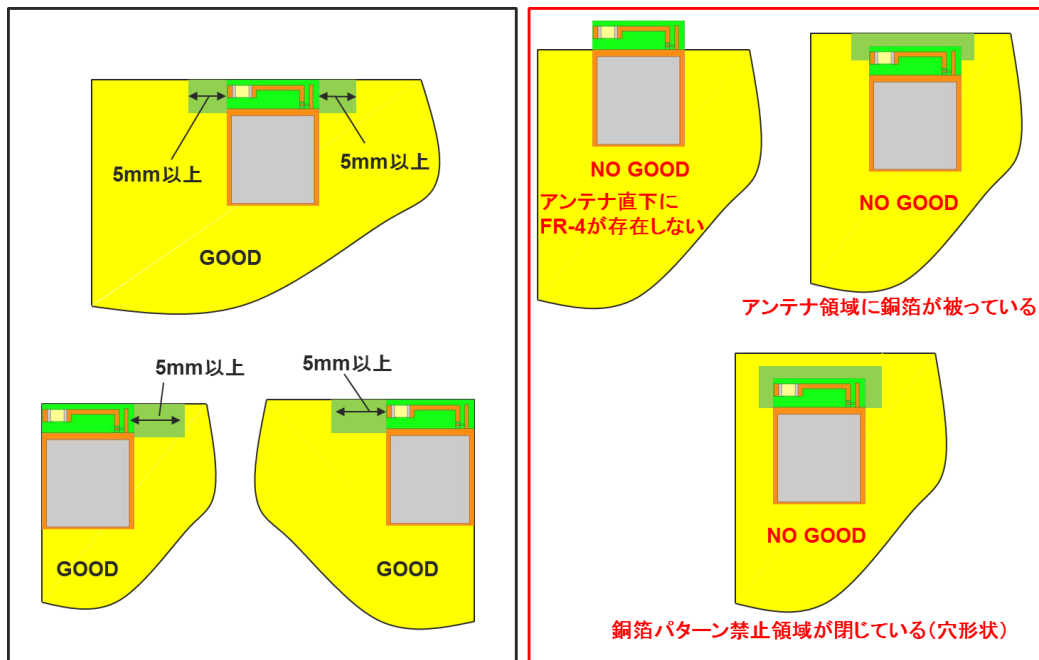 5mm以上
5mm以上
GOOD
5mm以上
5mm以上
GOOD
GOOD
NO GOOD
アンテナ直下に
FR-4が存在しない
NO GOOD
アンテナ領域に銅箔が被っている
NO GOOD
銅箔パターン禁止領域が閉じている(穴形状)